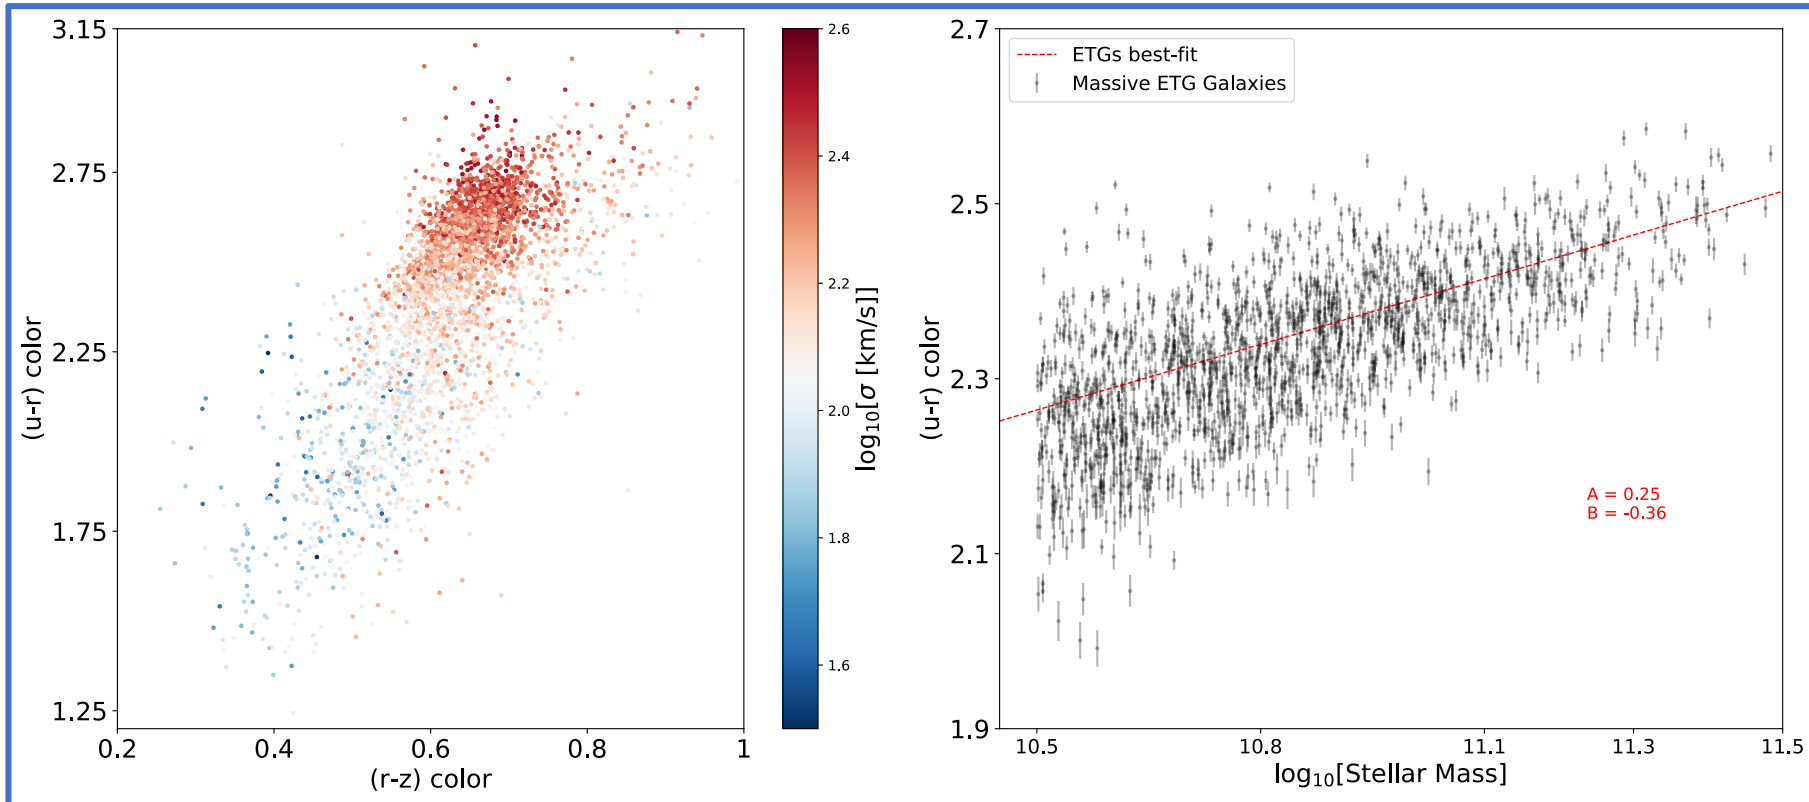 3.15
2.75
2.25
1.75
1.25
(u-r) color
0.2
0.4
0.6
0.8
1
(r-z) color
2.6
2.4
2.2
2.0
1.8
1.6
log₁₀[σ [km/s]]
2.7
2.5
2.3
2.1
1.9
(u-r) color
ETGs best-fit
Massive ETG Galaxies
A = 0.25
B = -0.36
10.5
10.8
11.1
11.3
11.5
log₁₀[Stellar Mass]